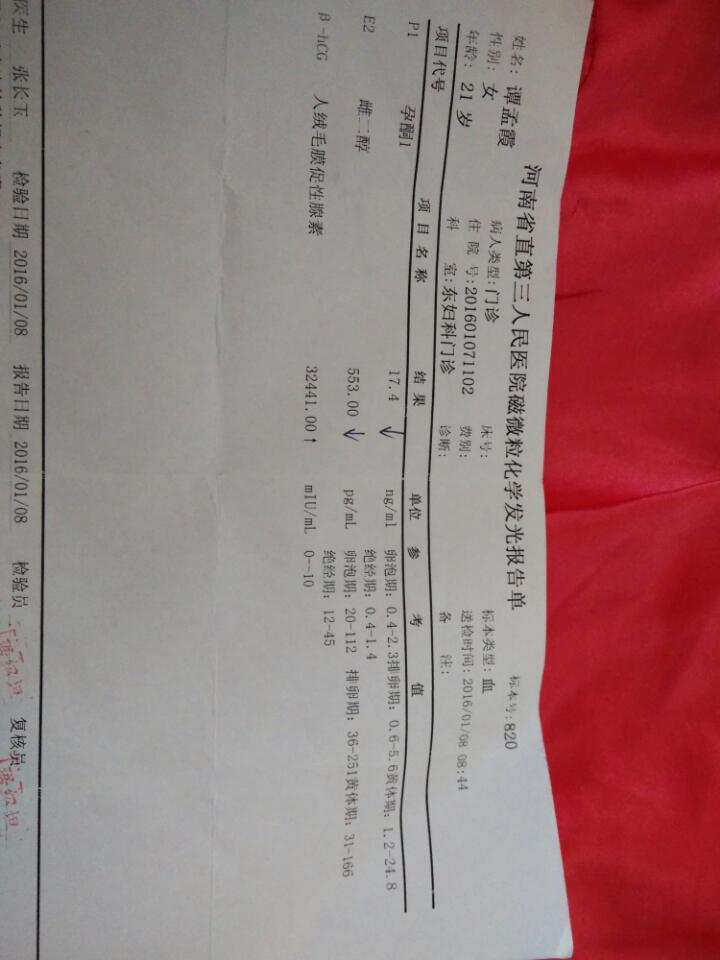 河南省直第三人民医院磁微粒化学发光报告单
标本号:820
姓名: 谭孟霞 病人类型:门诊 床号: 标本类型:血
性别: 女 住院号:201601071102 费别: 送检时间:2016/01/08 08:44
年龄: 21 岁 科 室:东妇科门诊 诊断: 备 注:
项目代号 项目名称 结果 单位 参 考 值
P1 孕酮1 17.4 ↓ ng/ml 卵泡期: 0.4-2.3排卵期: 0.6-5.6黄体期: 1.2-24.8
绝经期: 0.4-1.4
E2 雌二醇 553.00 ↓ pg/mL 卵泡期: 20-112 排卵期: 36-251黄体期: 31-166
绝经期: 12-45
β-hCG 人绒毛膜促性腺素 32441.00↑ mIU/mL 0--10
医生 张长玉 检验日期 2016/01/08 报告日期 2016/01/08 检验员 复核员